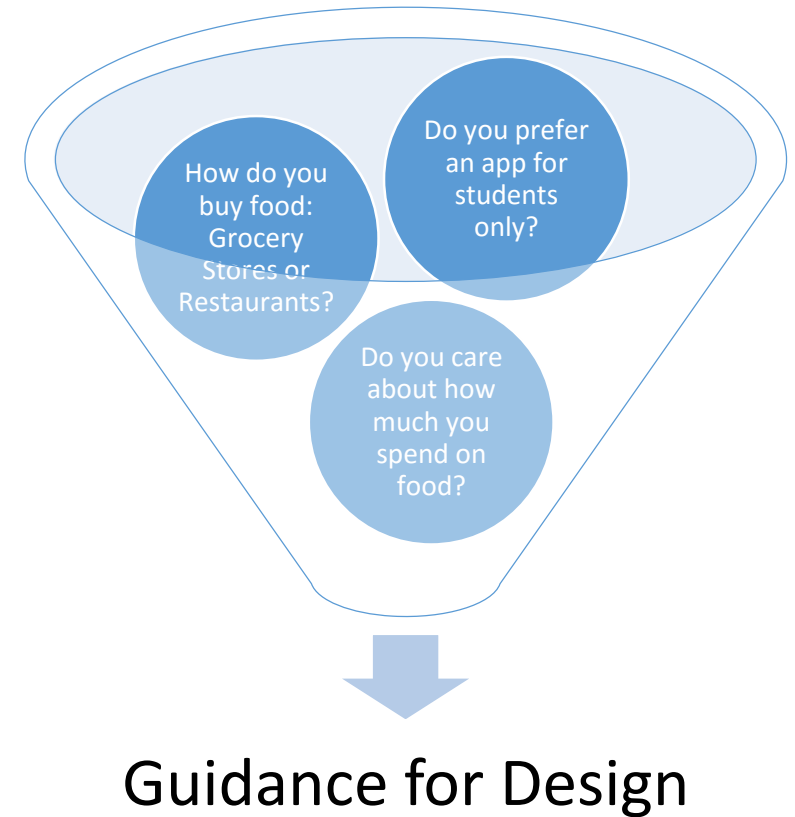 How do you
buy food:
Grocery
Stores or
Restaurants?
Do you prefer
an app for
students
only?
Do you care
about how
much you
spend on
food?
Guidance for Design